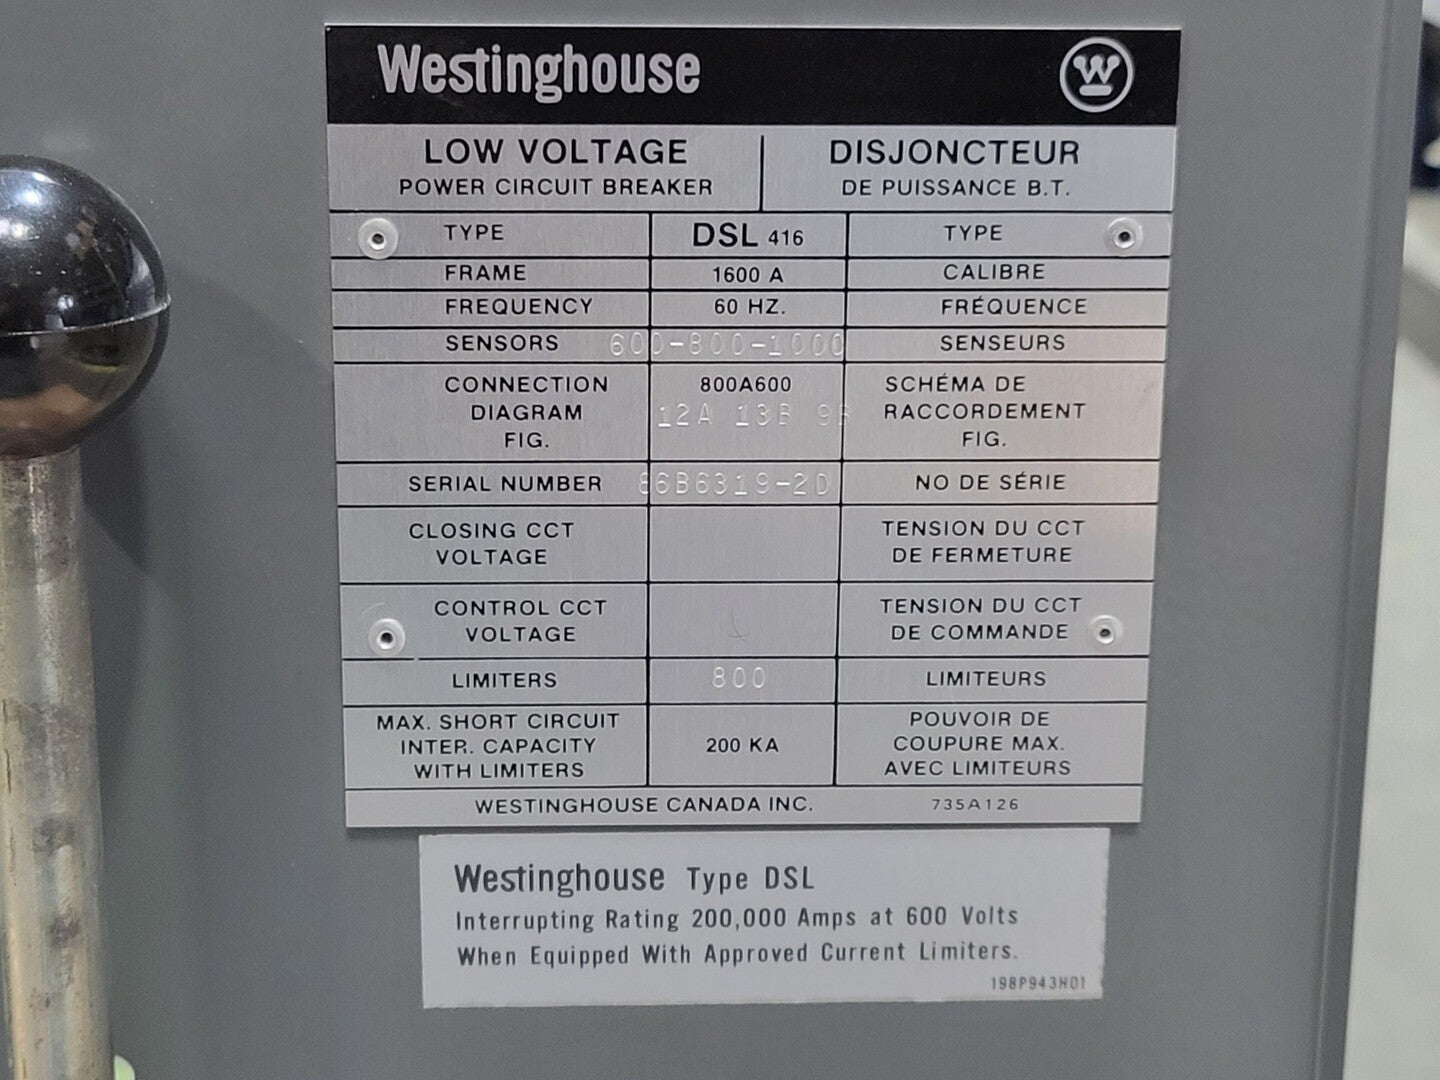 Westinghouse
LOW VOLTAGE
POWER CIRCUIT BREAKER
DISJONCTEUR
DE PUISSANCE B.T.
TYPE DSL 416 TYPE
FRAME 1600 A CALIBRE
FREQUENCY 60 HZ. FRÉQUENCE
SENSORS 600-800-1000 SENSEURS
CONNECTION 800A600 SCHÉMA DE
DIAGRAM 12A 13B 9B RACCORDEMENT
FIG. FIG.
SERIAL NUMBER 86B6319-2D NO DE SÉRIE
CLOSING CCT TENSION DU CCT
VOLTAGE DE FERMETURE
CONTROL CCT TENSION DU CCT
VOLTAGE DE COMMANDE
LIMITERS 800 LIMITEURS
MAX. SHORT CIRCUIT POUVOIR DE
INTER. CAPACITY 200 KA COUPURE MAX.
WITH LIMITERS AVEC LIMITEURS
WESTINGHOUSE CANADA INC. 735A126
Westinghouse Type DSL
Interrupting Rating 200,000 Amps at 600 Volts
When Equipped With Approved Current Limiters.
198P943H01